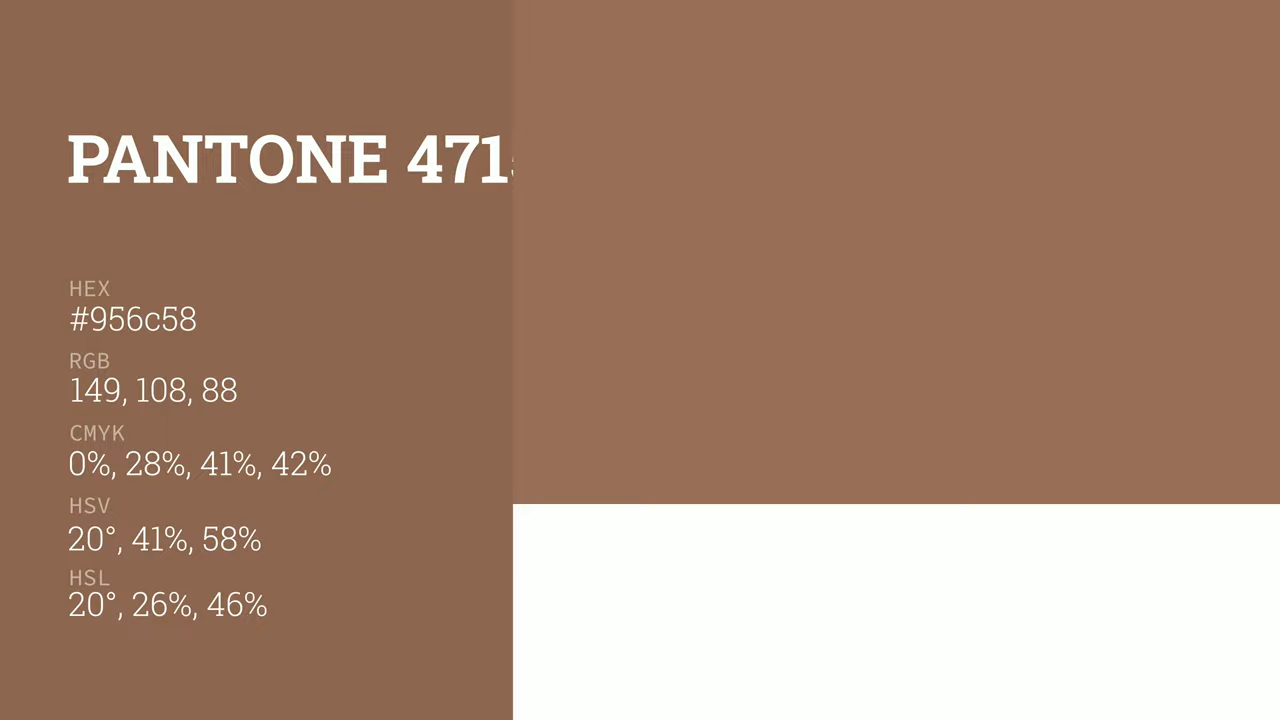 PANTONE 471
HEX
#956c58
RGB
149, 108, 88
CMYK
0%, 28%, 41%, 42%
HSV
20°, 41%, 58%
HSL
20°, 26%, 46%